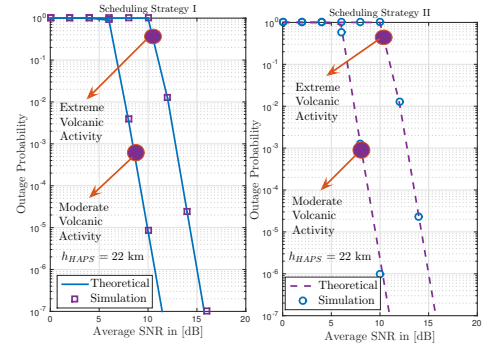 Scheduling Strategy I
10^0
10^-1
10^-2
10^-3
10^-4
10^-5
10^-6
10^-7
Outage Probability
Extreme
Volcanic
Activity
Moderate
Volcanic
Activity
h_HAPS = 22 km
Theoretical
Simulation
0 4 8 12 16 20
Average SNR in [dB]
Scheduling Strategy II
10^0
10^-1
10^-2
10^-3
10^-4
10^-5
10^-6
10^-7
Outage Probability
Extreme
Volcanic
Activity
Moderate
Volcanic
Activity
h_HAPS = 22 km
Theoretical
Simulation
0 5 10 15 20
Average SNR in [dB]